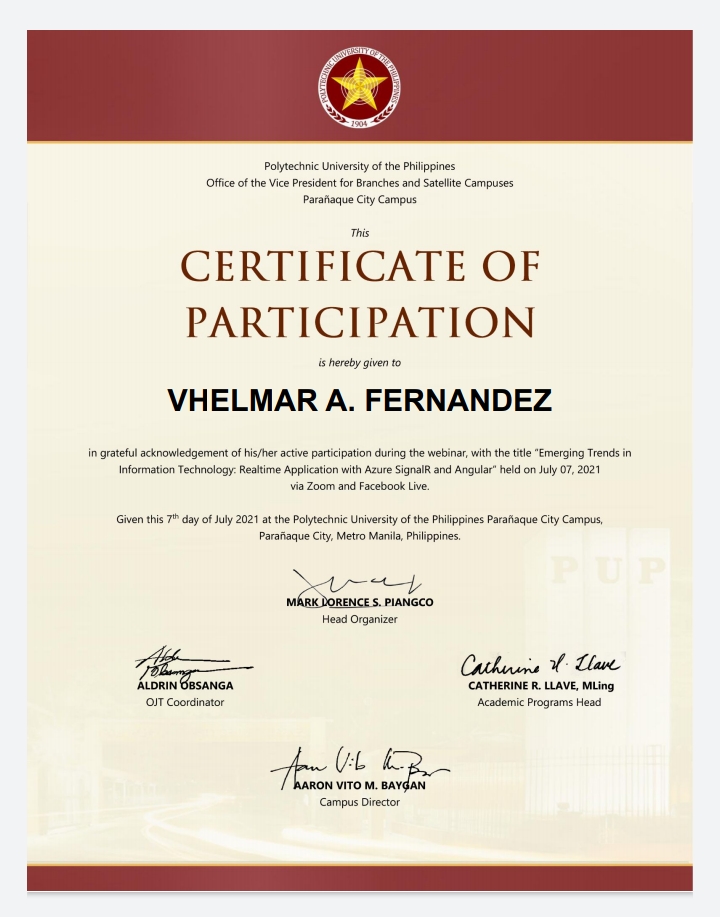 POLYTECHNIC UNIVERSITY OF THE PHILIPPINES
1904
Polytechnic University of the Philippines
Office of the Vice President for Branches and Satellite Campuses
Parañaque City Campus
This
CERTIFICATE OF
PARTICIPATION
is hereby given to
VHELMAR A. FERNANDEZ
in grateful acknowledgement of his/her active participation during the webinar, with the title “Emerging Trends in
Information Technology: Realtime Application with Azure SignalR and Angular” held on July 07, 2021
via Zoom and Facebook Live.
Given this 7th day of July 2021 at the Polytechnic University of the Philippines Parañaque City Campus,
Parañaque City, Metro Manila, Philippines.
PUP
MARK LORENCE S. PIANGCO
Head Organizer
Aldrin Obsanga
ALDRIN OBSANGA
OJT Coordinator
Catherine R. Llave
CATHERINE R. LLAVE, MLing
Academic Programs Head
AARON VITO M. BAYGAN
Campus Director